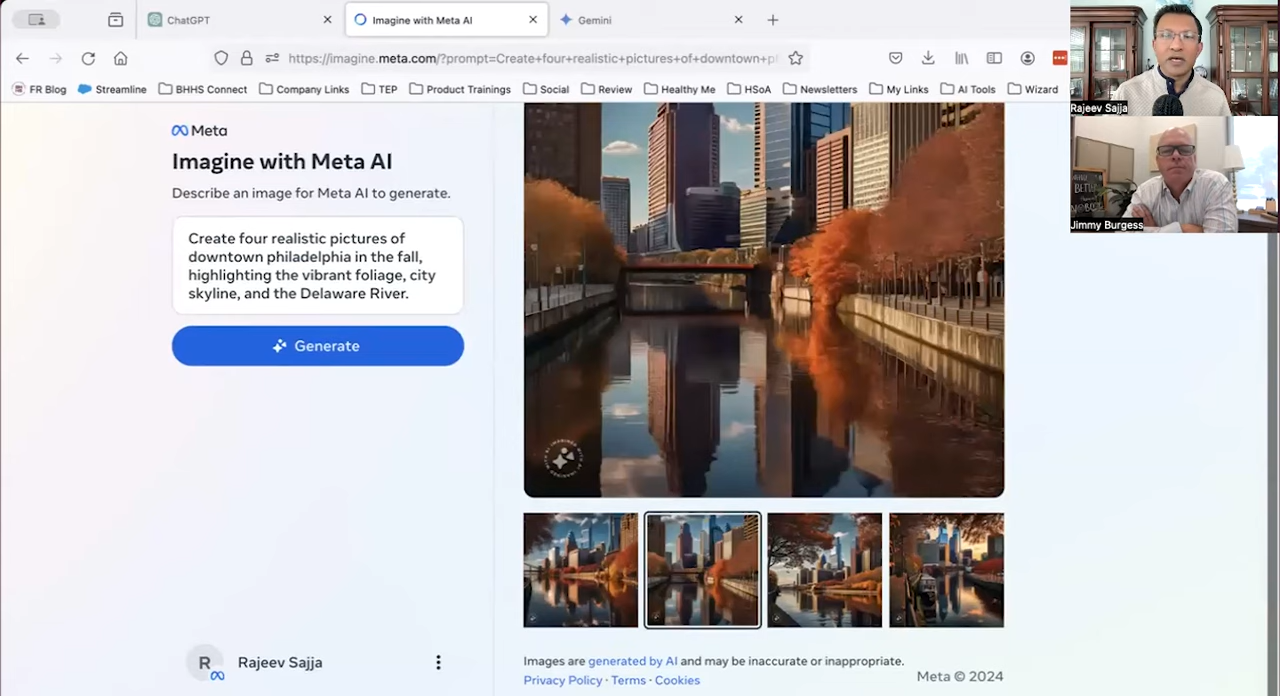 ChatGPT
Imagine with Meta AI
Gemini
https://imagine.meta.com/?prompt=Create+four+realistic+pictures+of+downtown+p
FR Blog
Streamline
BHHS Connect
Company Links
TEP
Product Trainings
Social
Review
Healthy Me
HSoA
Newsletters
My Links
AI Tools
Wizard
Rajeev Sajja
Jimmy Burgess
Meta
Imagine with Meta AI
Describe an image for Meta AI to generate.
Create four realistic pictures of
downtown philadelphia in the fall,
highlighting the vibrant foliage, city
skyline, and the Delaware River.
Generate
R
Rajeev Sajja
Images are generated by AI and may be inaccurate or inappropriate.
Privacy Policy · Terms · Cookies
Meta © 2024